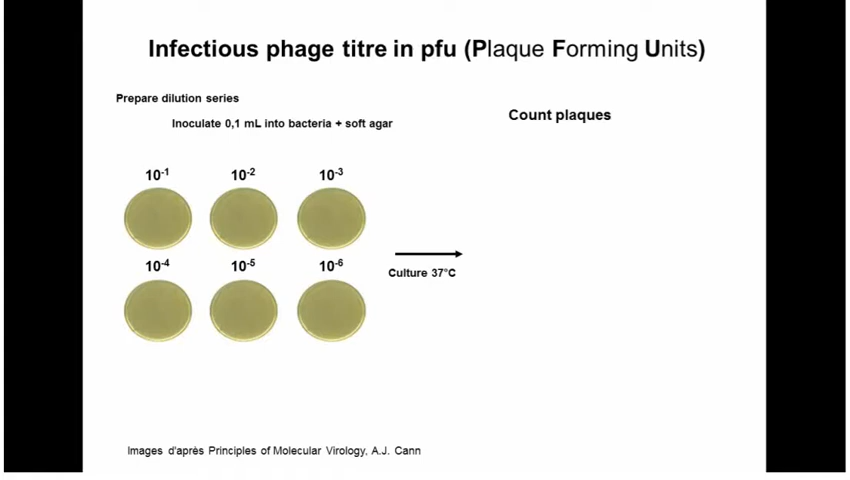 Infectious phage titre in pfu (Plaque Forming Units)
Prepare dilution series
Inoculate 0,1 mL into bacteria + soft agar
Count plaques
10-1 10-2 10-3
10-4 10-5 10-6
Culture 37°C
Images d'après Principles of Molecular Virology, A.J. Cann